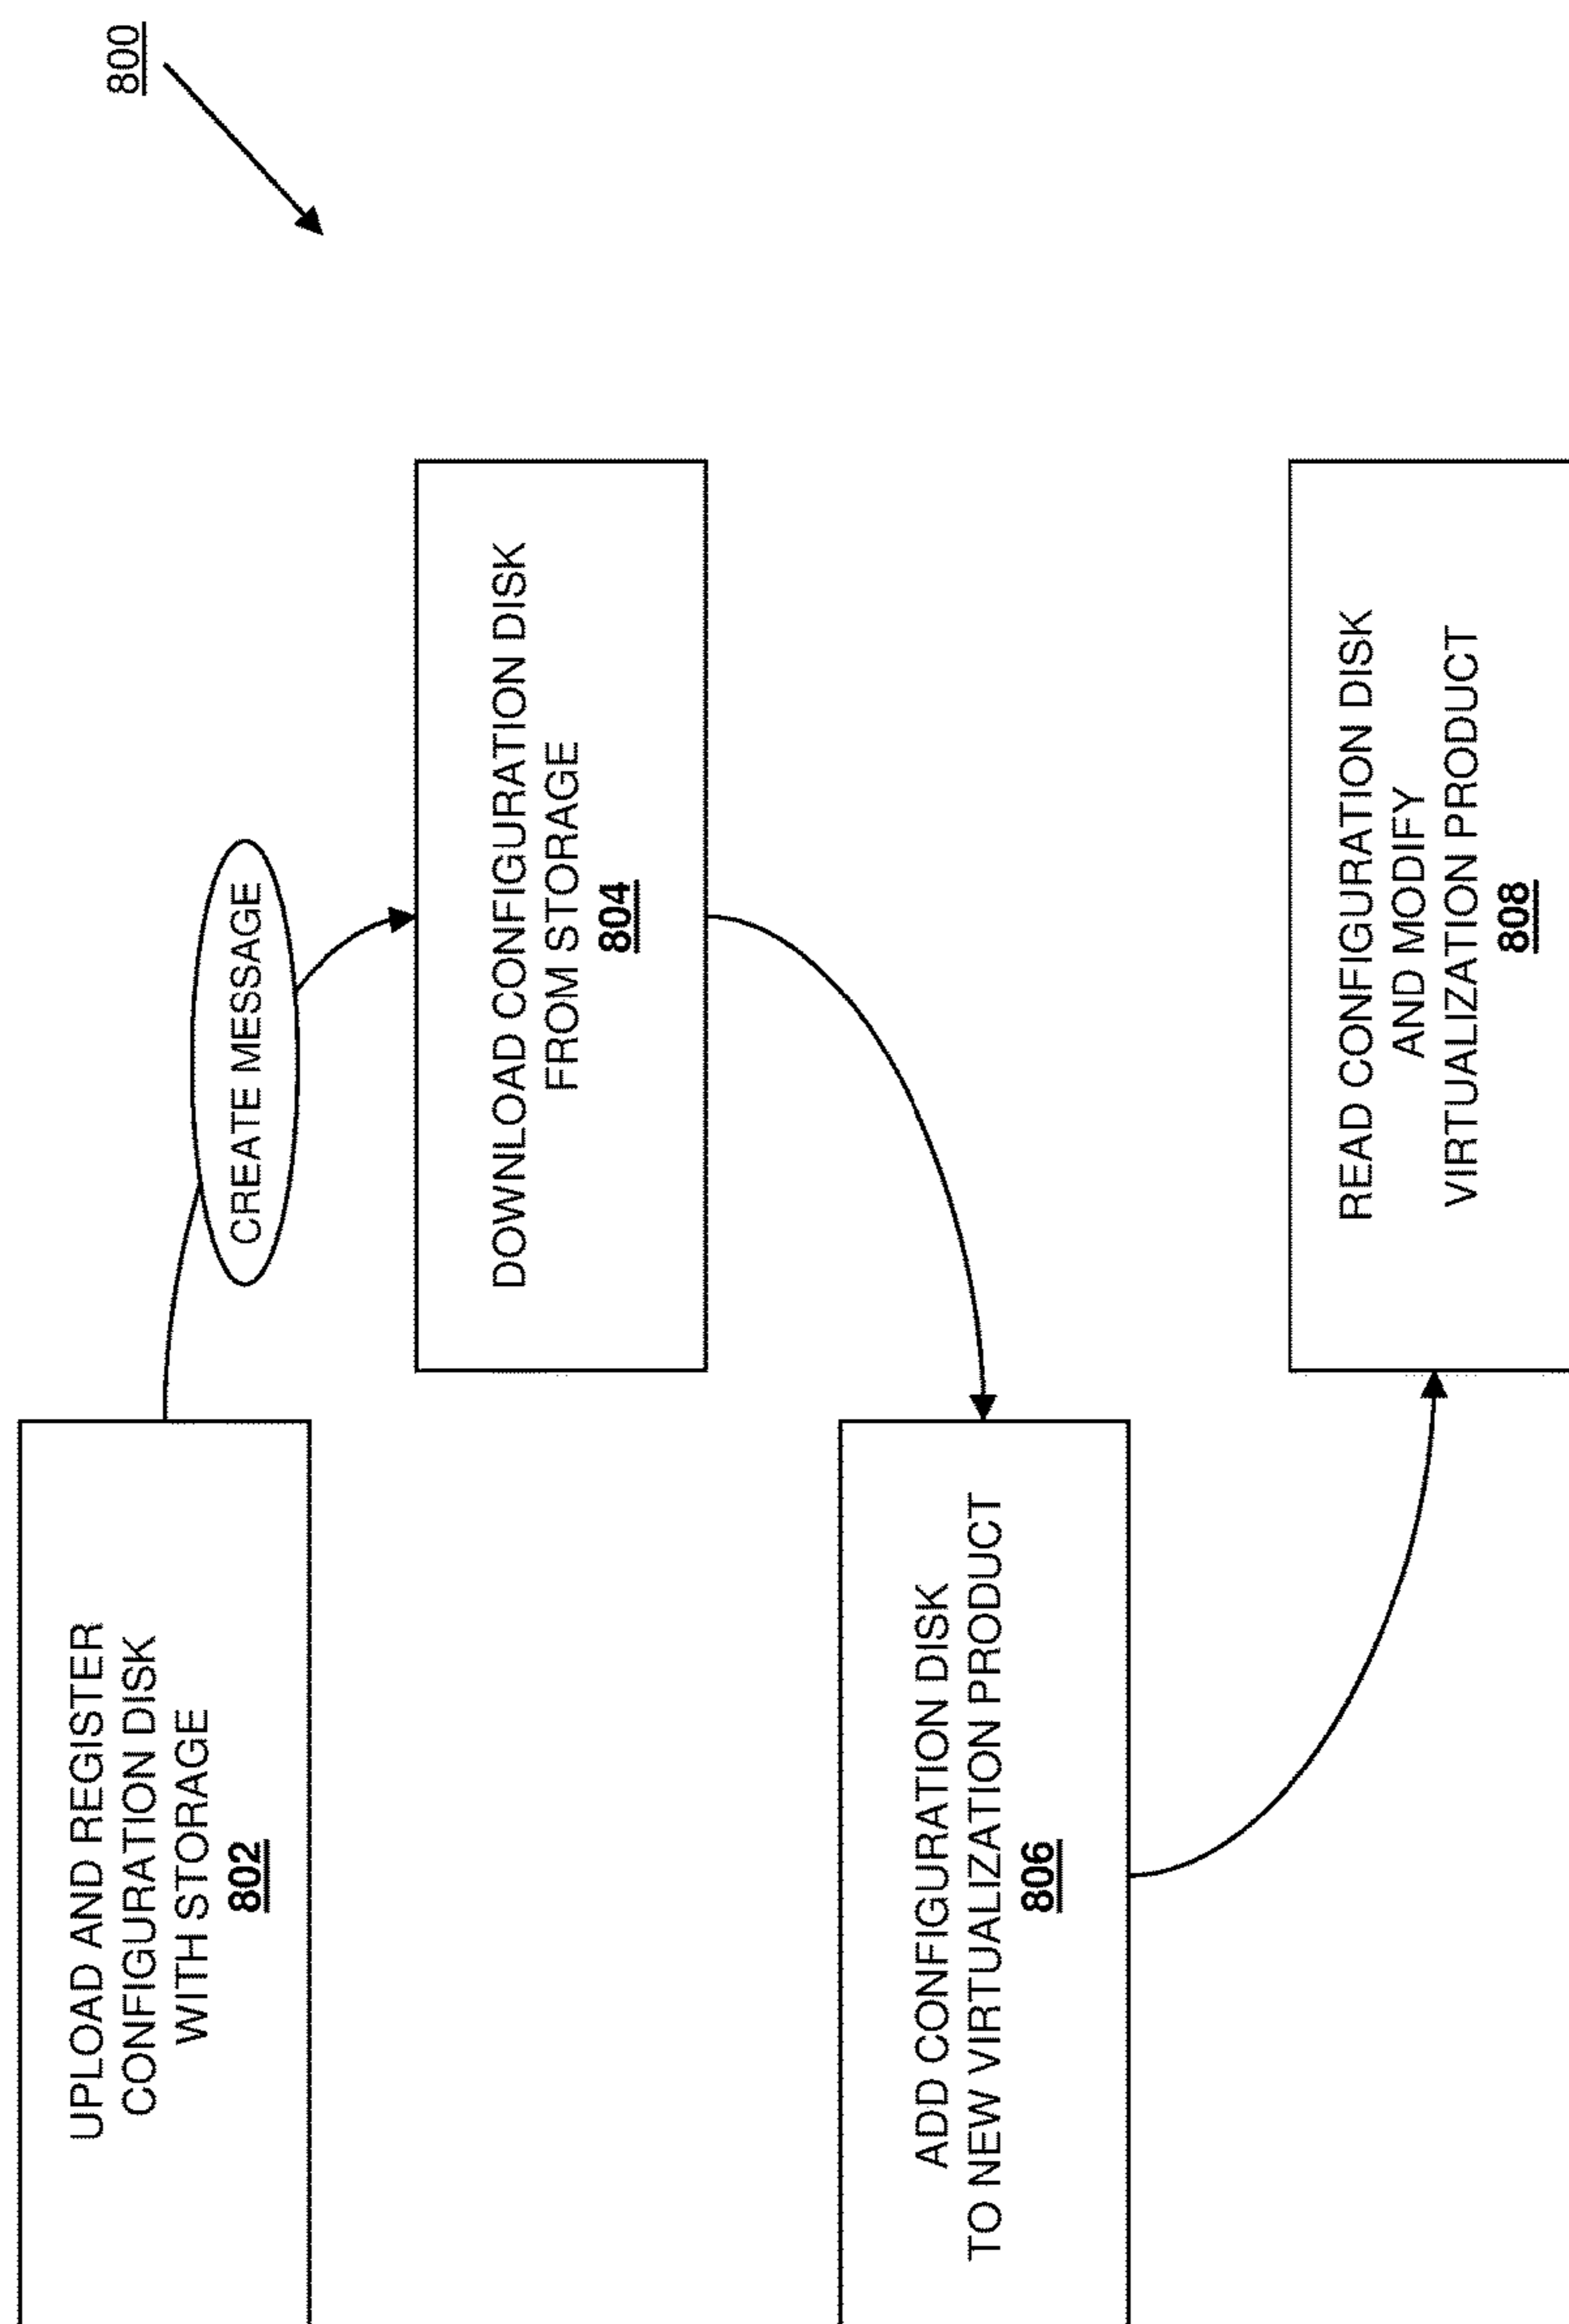 800
UPLOAD AND REGISTER
CONFIGURATION DISK
WITH STORAGE
802
CREATE MESSAGE
DOWNLOAD CONFIGURATION DISK
FROM STORAGE
804
ADD CONFIGURATION DISK
TO NEW VIRTUALIZATION PRODUCT
806
READ CONFIGURATION DISK
AND MODIFY
VIRTUALIZATION PRODUCT
808